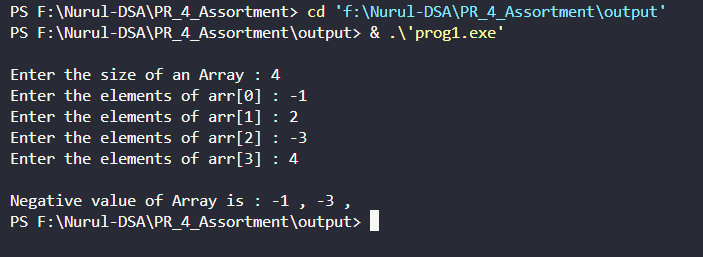 PS F:\Nurul-DSA\PR_4_Assortment> cd 'f:\Nurul-DSA\PR_4_Assortment\output'
PS F:\Nurul-DSA\PR_4_Assortment\output> & .\'prog1.exe'
Enter the size of an Array : 4
Enter the elements of arr[0] : -1
Enter the elements of arr[1] : 2
Enter the elements of arr[2] : -3
Enter the elements of arr[3] : 4
Negative value of Array is : -1 , -3 ,
PS F:\Nurul-DSA\PR_4_Assortment\output>